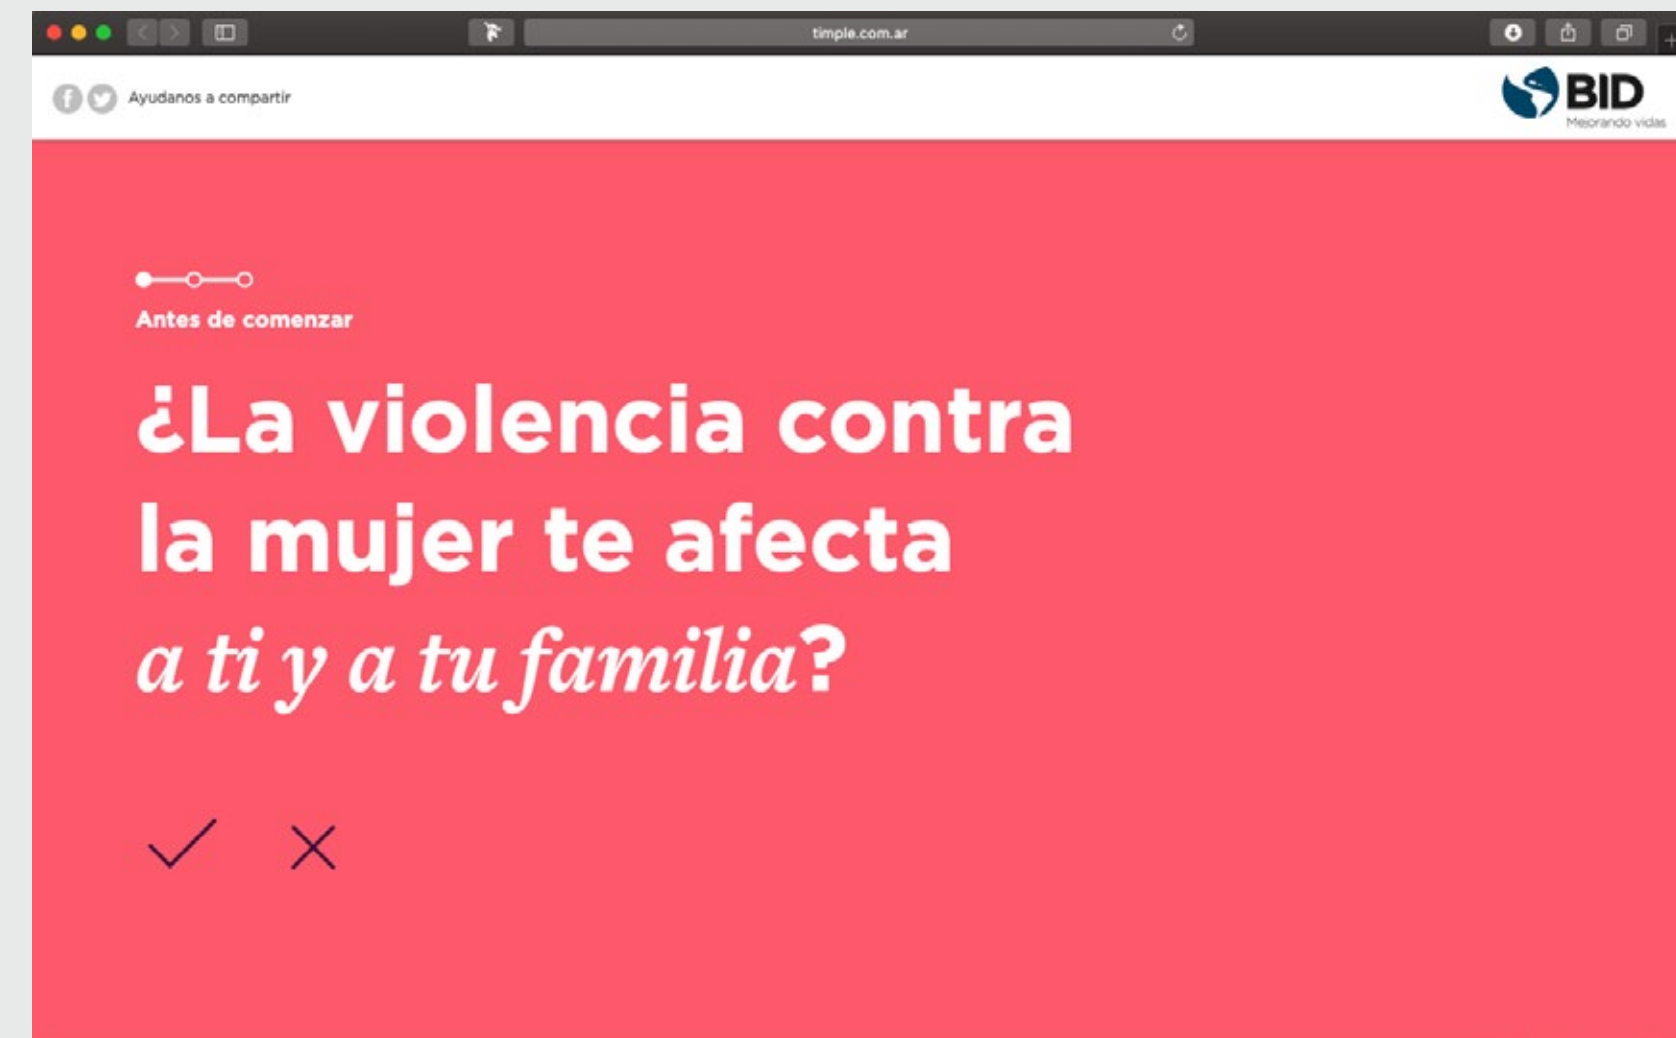 timple.com.ar
Ayudanos a compartir
BID
Mejorando vidas
Antes de comenzar
¿La violencia contra
la mujer te afecta
a ti y a tu familia?